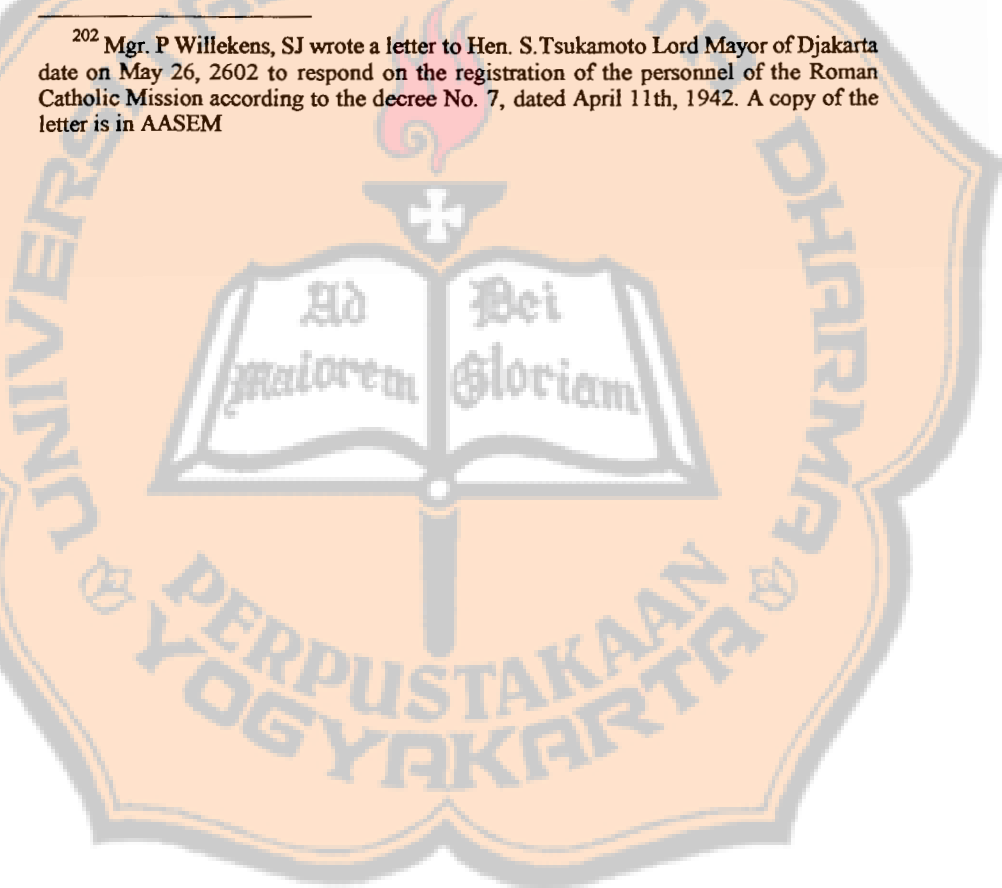 202 Mgr. P Willekens, SJ wrote a letter to Hen. S.Tsukamoto Lord Mayor of Djakarta
date on May 26, 2602 to respond on the registration of the personnel of the Roman
Catholic Mission according to the decree No. 7, dated April 11th, 1942. A copy of the
letter is in AASEM
DHARMA
Ad Dei
Maiorem Gloriam
PERPUSTAKAAN
YOGYAKARTA